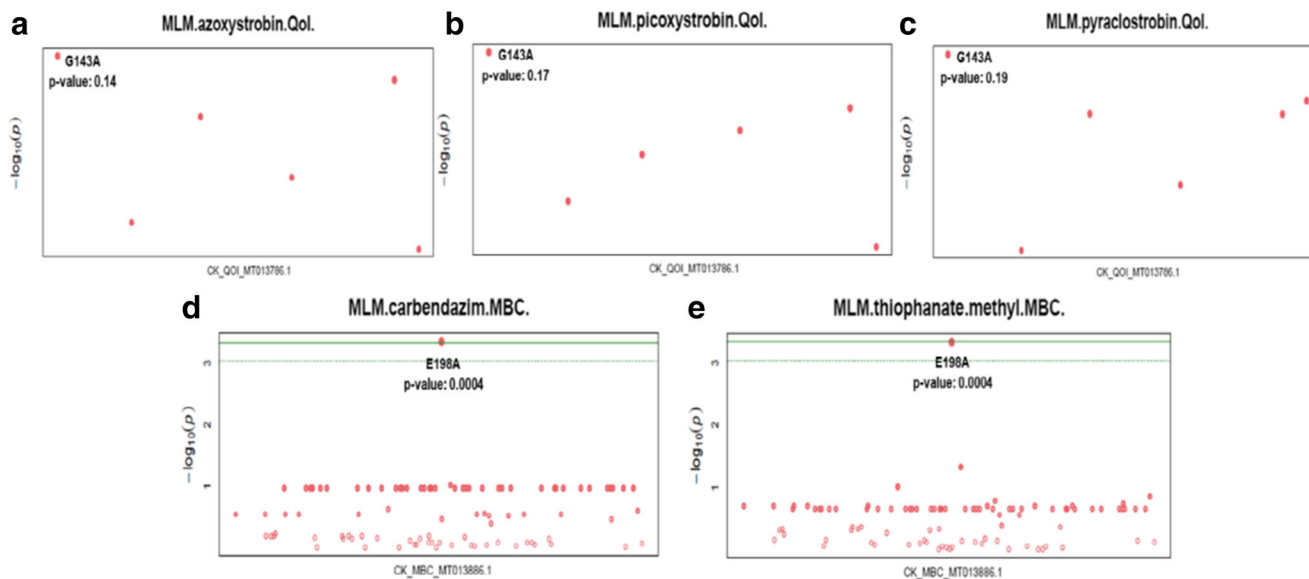 a
MLM.azoxystrobin.QoI.
G143A
p-value: 0.14
−log₁₀(p)
CK_QOI_MT013786.1
b
MLM.picoxystrobin.QoI.
G143A
p-value: 0.17
−log₁₀(p)
CK_QOI_MT013786.1
c
MLM.pyraclostrobin.QoI.
G143A
p-value: 0.19
−log₁₀(p)
CK_QOI_MT013786.1
d
MLM.carbendazim.MBC.
3
E198A
p-value: 0.0004
2
−log₁₀(p)
1
CK_MBC_MT013886.1
e
MLM.thiophanate.methyl.MBC.
3
E198A
p-value: 0.0004
2
−log₁₀(p)
1
CK_MBC_MT013886.1